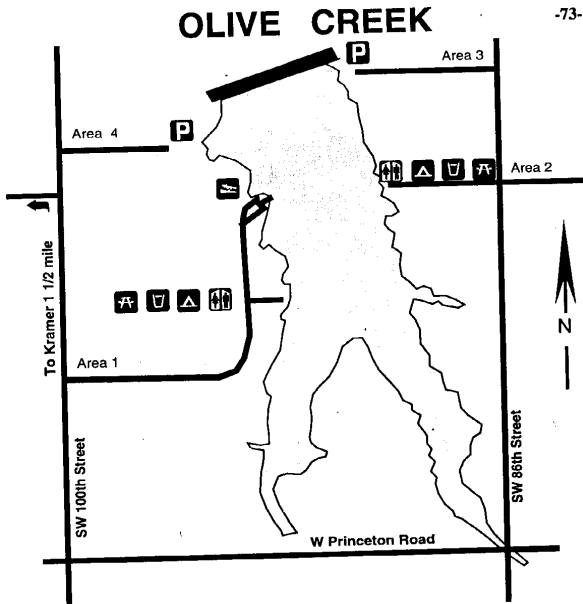 OLIVE CREEK
-73-
P
Area 3
Area 4
P
Area 2
To Kramer 1 1/2 mile
N
Area 1
SW 100th Street
SW 86th Street
W Princeton Road